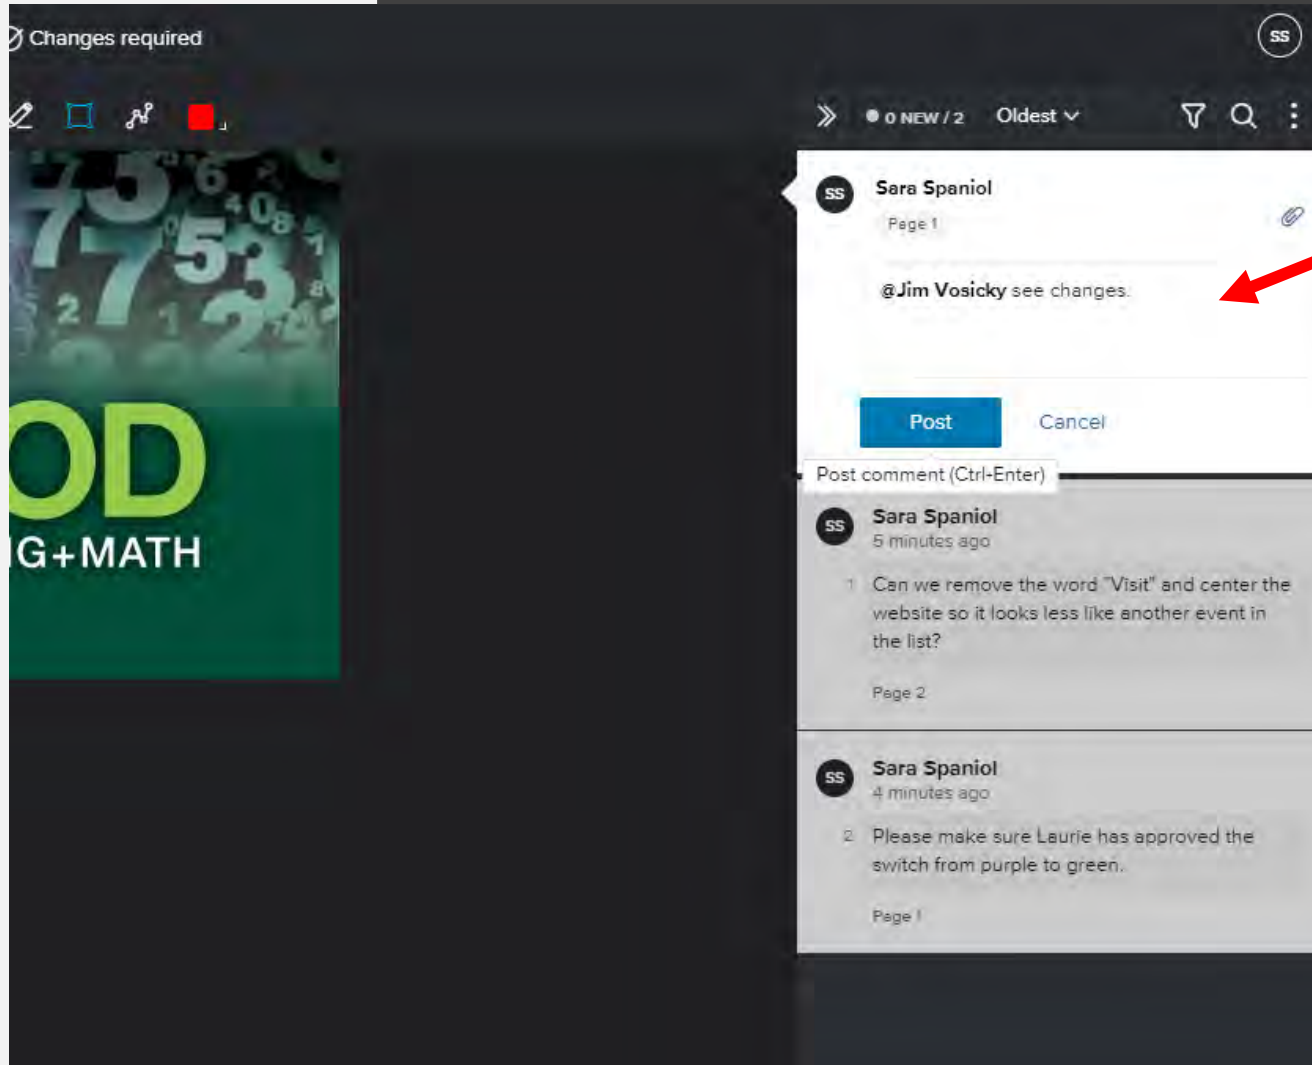 Changes required
SS
0 NEW / 2
Oldest
SS
Sara Spaniol
Page 1
@Jim Vosicky see changes.
Post
Cancel
Post comment (Ctrl-Enter)
SS
Sara Spaniol
5 minutes ago
1
Can we remove the word "Visit" and center the
website so it looks less like another event in
the list?
Page 2
SS
Sara Spaniol
4 minutes ago
2
Please make sure Laurie has approved the
switch from purple to green.
Page 1
OD
G+MATH